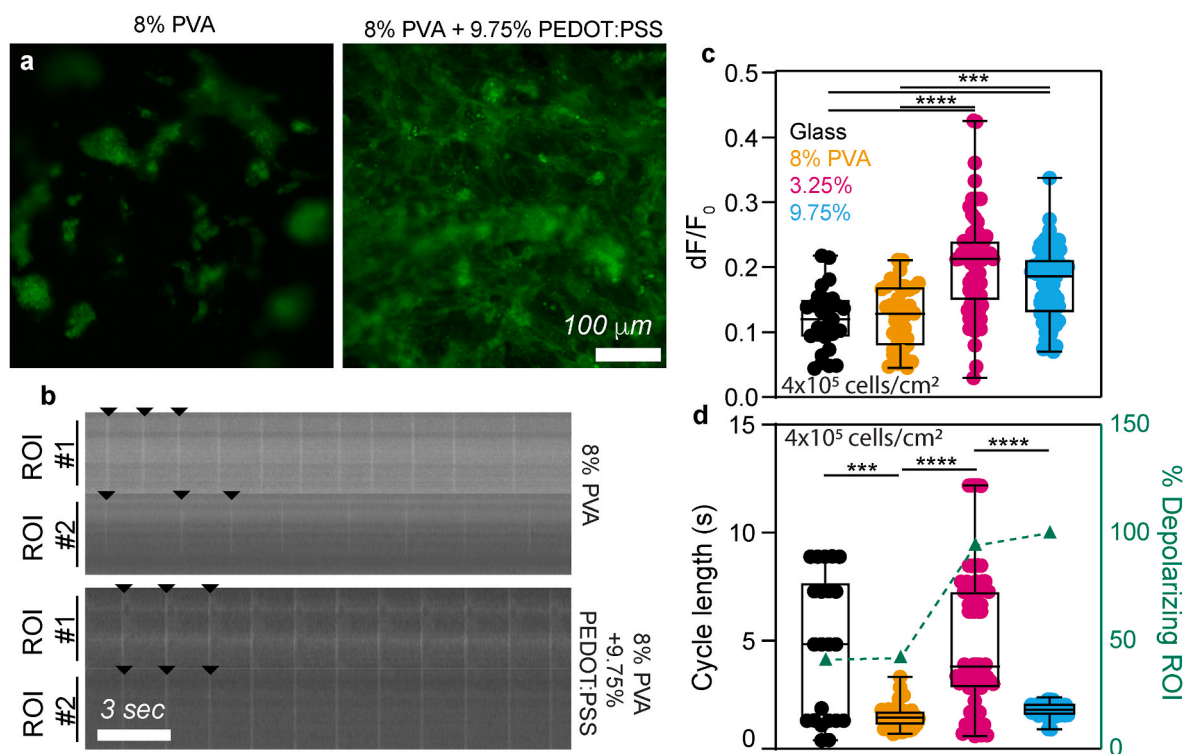 8% PVA
8% PVA + 9.75% PEDOT:PSS
a
100 μm
b
ROI #1
ROI #2
8% PVA
ROI #1
ROI #2
8% PVA
+9.75%
PEDOT:PSS
3 sec
c
dF/F0
0.5
0.4
0.3
0.2
0.1
0.0
***
****
Glass
8% PVA
3.25%
9.75%
4x10⁵ cells/cm²
d
Cycle length (s)
15
10
5
0
4x10⁵ cells/cm²
***
****
****
150
100
50
0
% Depolarizing ROI